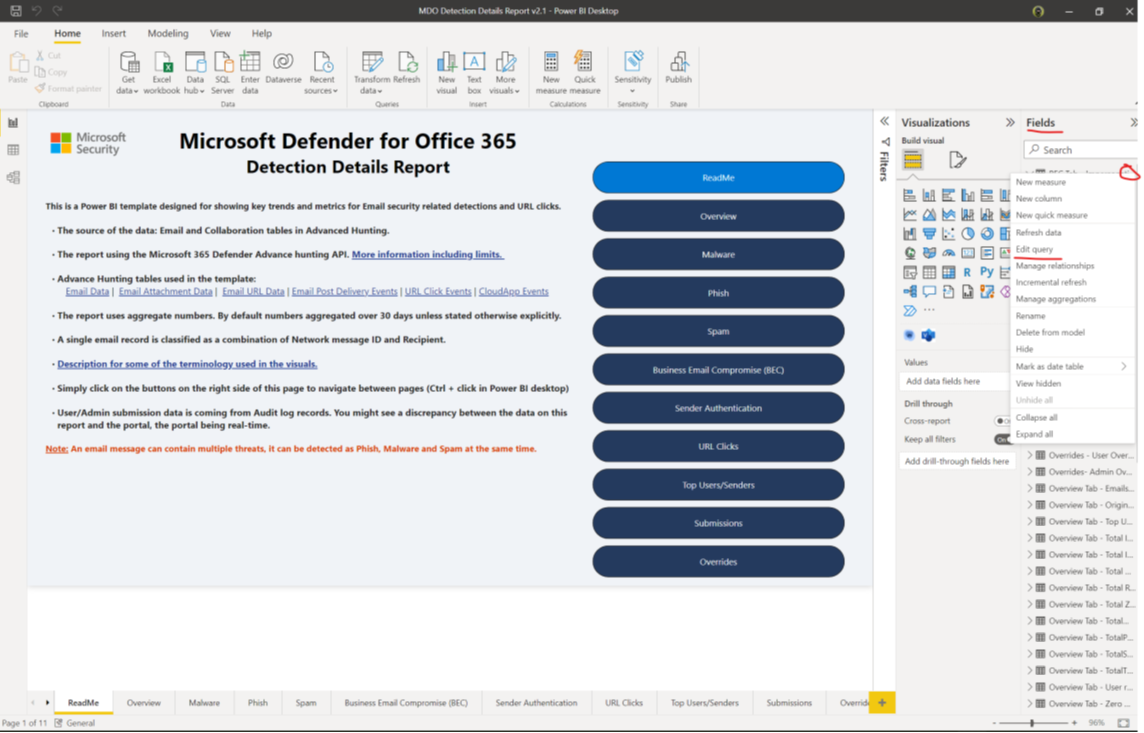 MDO Detection Details Report v2.1 - Power BI Desktop
File Home Insert Modeling View Help
Paste
Cut
Copy
Format painter
Clipboard
Get data
Excel workbook
Data hub
SQL Server
Enter data
Dataverse
Recent sources
Data
Transform data
Refresh
Queries
New visual
Text box
More visuals
Insert
New measure
Quick measure
Calculations
Sensitivity
Sensitivity
Publish
Share
Microsoft Security
Microsoft Defender for Office 365
Detection Details Report
This is a Power BI template designed for showing key trends and metrics for Email security related detections and URL clicks.
• The source of the data: Email and Collaboration tables in Advanced Hunting.
• The report using the Microsoft 365 Defender Advance hunting API. More information including limits.
• Advance Hunting tables used in the template:
Email Data | Email Attachment Data | Email URL Data | Email Post Delivery Events | URL Click Events | CloudApp Events
• The report uses aggregate numbers. By default numbers aggregated over 30 days unless stated otherwise explicitly.
• A single email record is classified as a combination of Network message ID and Recipient.
• Description for some of the terminology used in the visuals.
• Simply click on the buttons on the right side of this page to navigate between pages (Ctrl + click in Power BI desktop)
• User/Admin submission data is coming from Audit log records. You might see a discrepancy between the data on this
report and the portal, the portal being real-time.
Note: An email message can contain multiple threats, it can be detected as Phish, Malware and Spam at the same time.
ReadMe
Overview
Malware
Phish
Spam
Business Email Compromise (BEC)
Sender Authentication
URL Clicks
Top Users/Senders
Submissions
Overrides
Filters
Visualizations
Build visual
R Py
Values
Add data fields here
Drill through
Cross-report
Keep all filters
On
Add drill-through fields here
Fields
Search
New measure
New column
New quick measure
Refresh data
Edit query
Manage relationships
Incremental refresh
Manage aggregations
Rename
Delete from model
Hide
Mark as date table
View hidden
Unhide all
Collapse all
Expand all
Overrides - User Over...
Overrides- Admin Ov...
Overview Tab - Emails...
Overview Tab - Origin...
Overview Tab - Top U...
Overview Tab - Total I...
Overview Tab - Total I...
Overview Tab - Total ...
Overview Tab - Total R...
Overview Tab - Total Z...
Overview Tab - Total...
Overview Tab - TotalP...
Overview Tab - TotalS...
Overview Tab - TotalT...
Overview Tab - User r...
Overview Tab - Zero ...
ReadMe Overview Malware Phish Spam Business Email Compromise (BEC) Sender Authentication URL Clicks Top Users/Senders Submissions Override
Page 1 of 11 General
96%